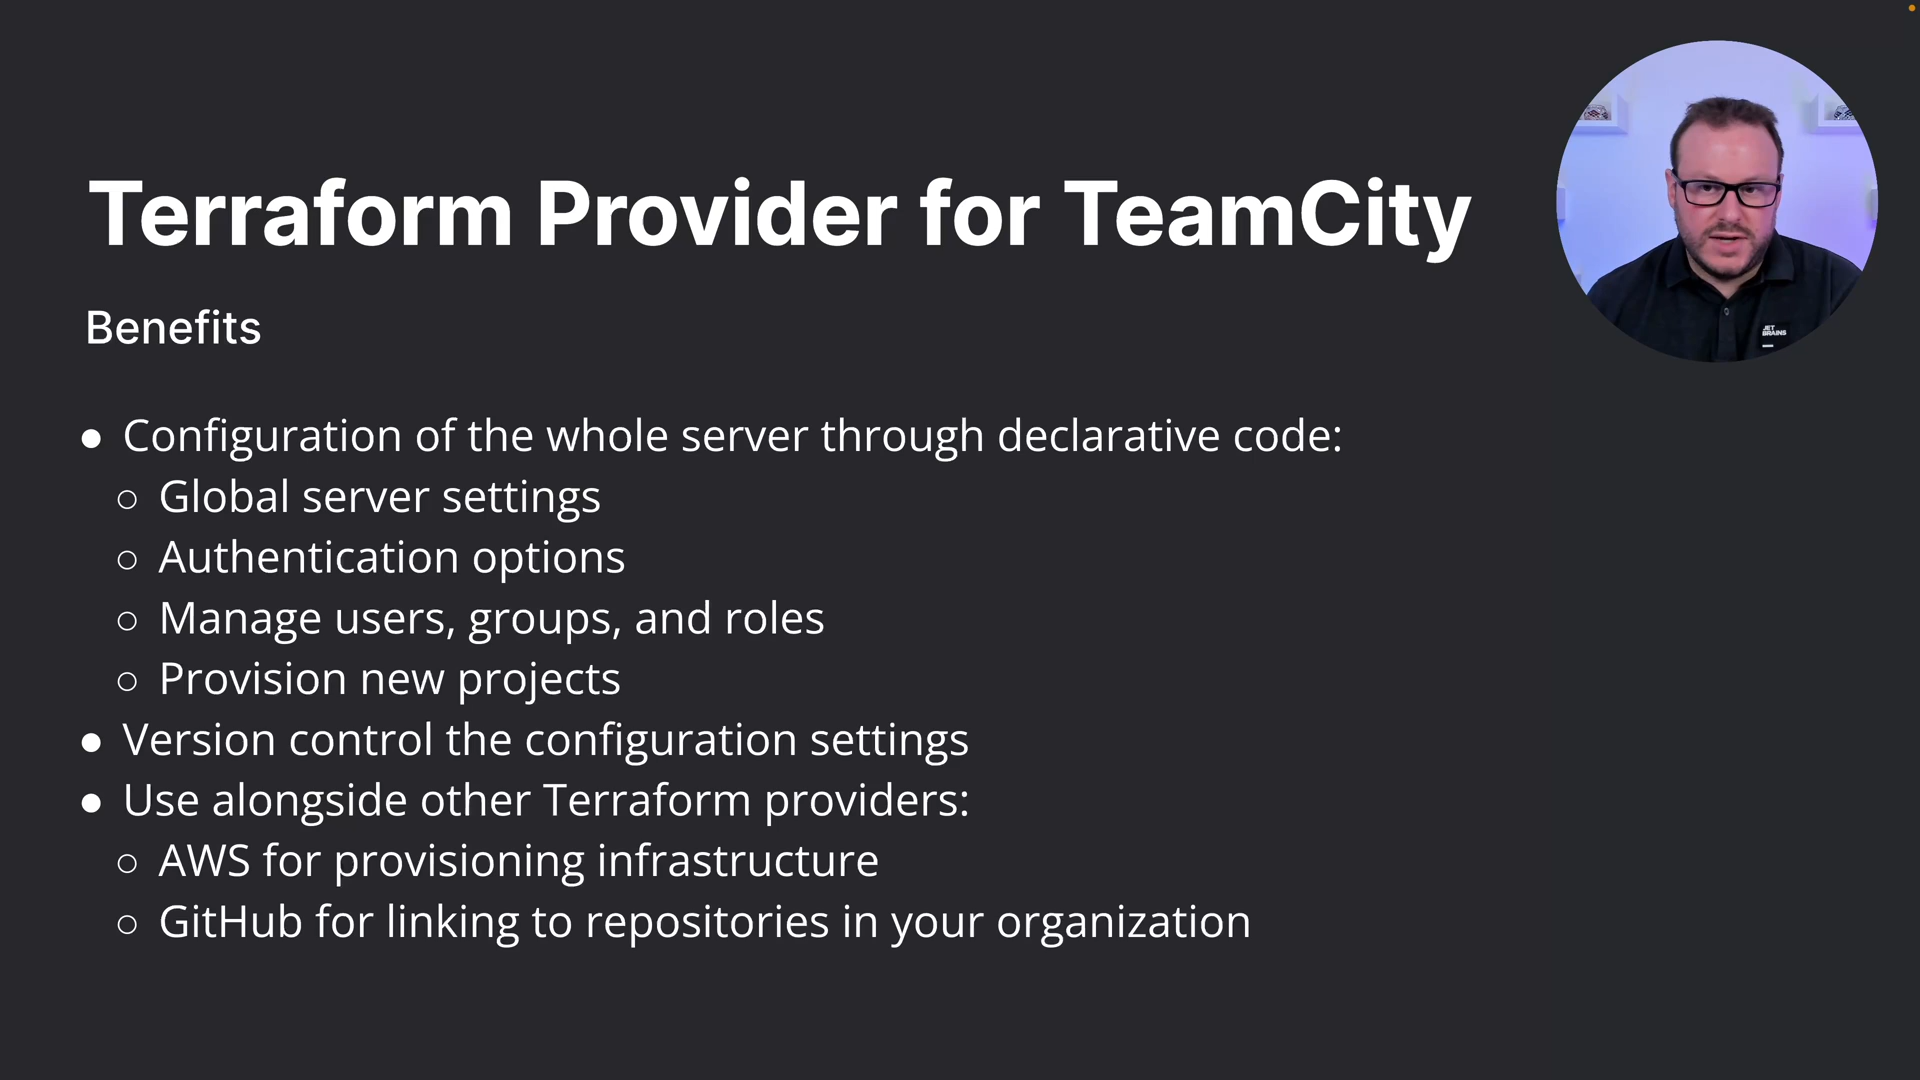 Terraform Provider for TeamCity
Benefits
● Configuration of the whole server through declarative code:
○ Global server settings
○ Authentication options
○ Manage users, groups, and roles
○ Provision new projects
● Version control the configuration settings
● Use alongside other Terraform providers:
○ AWS for provisioning infrastructure
○ GitHub for linking to repositories in your organization
JET
BRAINS